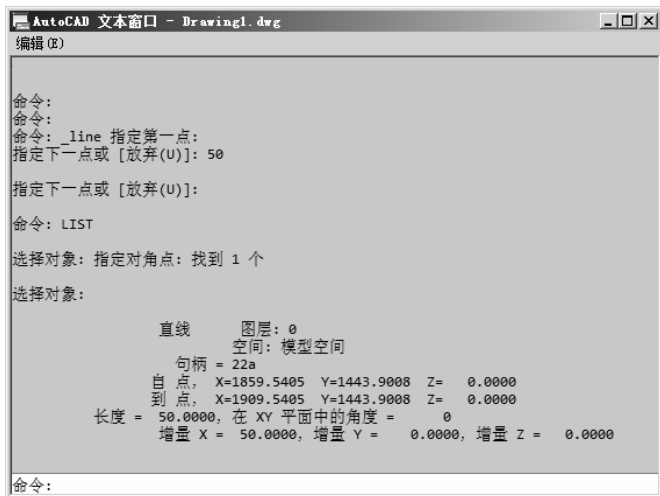 AutoCAD 文本窗口 - Drawing1.dwg
编辑(E)
命令:
命令:
命令: _line 指定第一点:
指定下一点或 [放弃(U)]: 50
指定下一点或 [放弃(U)]:
命令: LIST
选择对象: 指定对角点: 找到 1 个
选择对象:
直线 图层: 0
空间: 模型空间
句柄 = 22a
自 点， X=1859.5405 Y=1443.9008 Z= 0.0000
到 点， X=1909.5405 Y=1443.9008 Z= 0.0000
长度 = 50.0000，在 XY 平面中的角度 = 0
增量 X = 50.0000，增量 Y = 0.0000，增量 Z = 0.0000
命令: